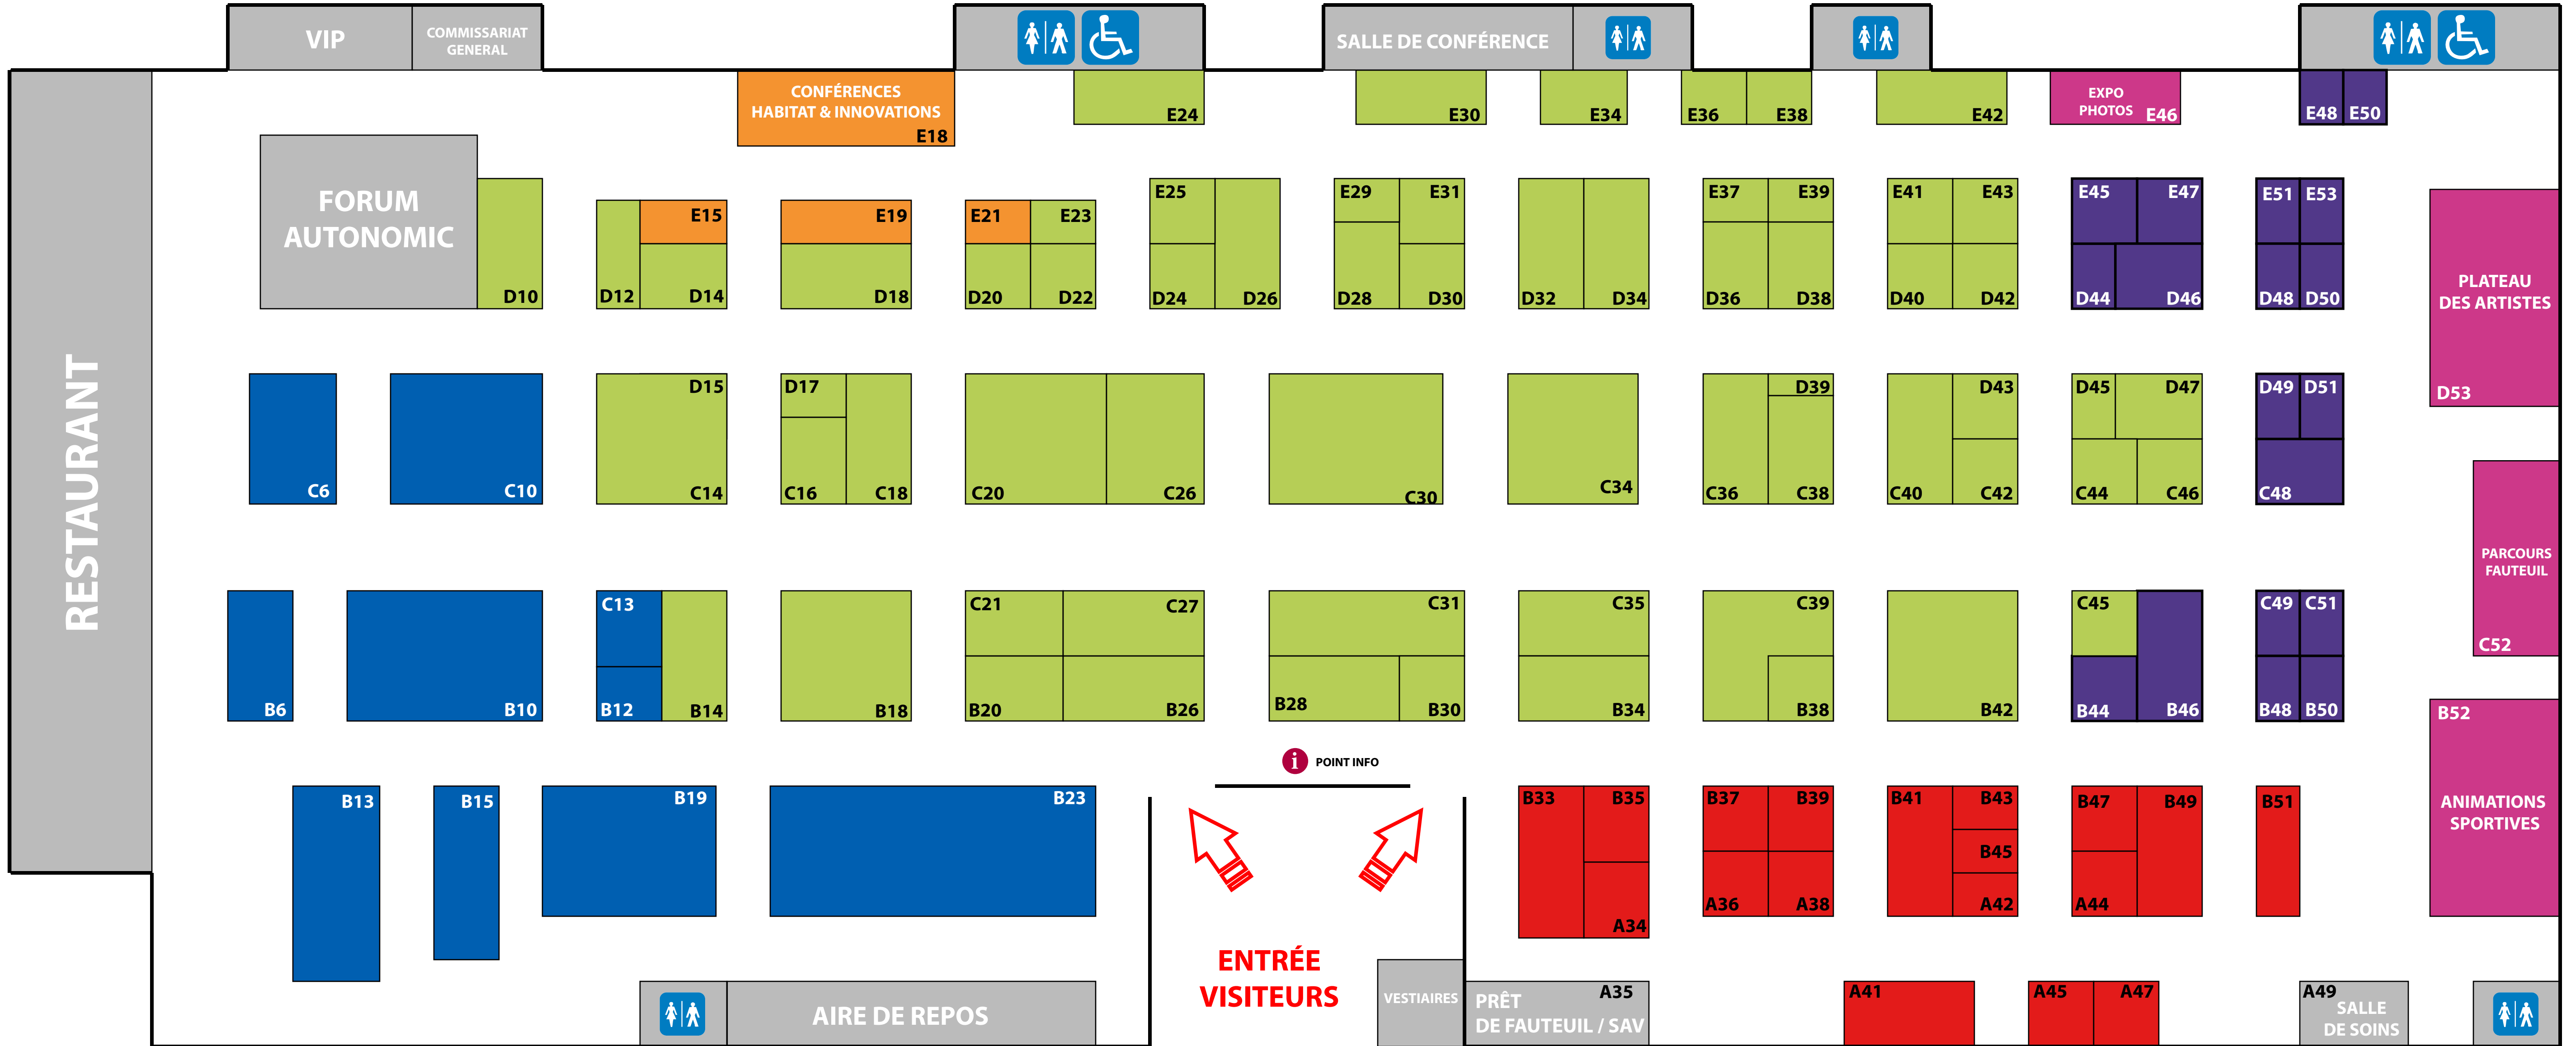 VIP
COMMISSARIAT
GENERAL
SALLE DE CONFÉRENCE
CONFÉRENCES
HABITAT & INNOVATIONS
E18
E24
E30
E34
E36
E38
E42
EXPO
PHOTOS
E46
E48
E50
RESTAURANT
FORUM
AUTONOMIC
D10
E15
D12
D14
E19
D18
E21
E23
D20
D22
E25
D24
D26
E29
E31
D28
D30
D32
D34
E37
E39
D36
D38
E41
E43
D40
D42
E45
E47
D44
D46
E51
E53
D48
D50
PLATEAU
DES ARTISTES
D53
C6
C10
D15
C14
D17
C16
C18
C20
C26
C30
C34
D39
C36
C38
D43
C40
C42
D45
D47
C44
C46
D49
D51
C48
PARCOURS
FAUTEUIL
C52
B6
B10
C13
B12
B14
B18
C21
C27
B20
B26
C31
B28
B30
C35
B34
C39
B38
B42
C45
B44
B46
C49
C51
B48
B50
B52
ANIMATIONS
SPORTIVES
i POINT INFO
B13
B15
B19
B23
B33
B35
A34
B37
B39
A36
A38
B41
B43
B45
A42
B47
B49
A44
B51
ENTRÉE
VISITEURS
AIRE DE REPOS
VESTIAIRES
A35
PRÊT
DE FAUTEUIL / SAV
A41
A45
A47
A49
SALLE
DE SOINS